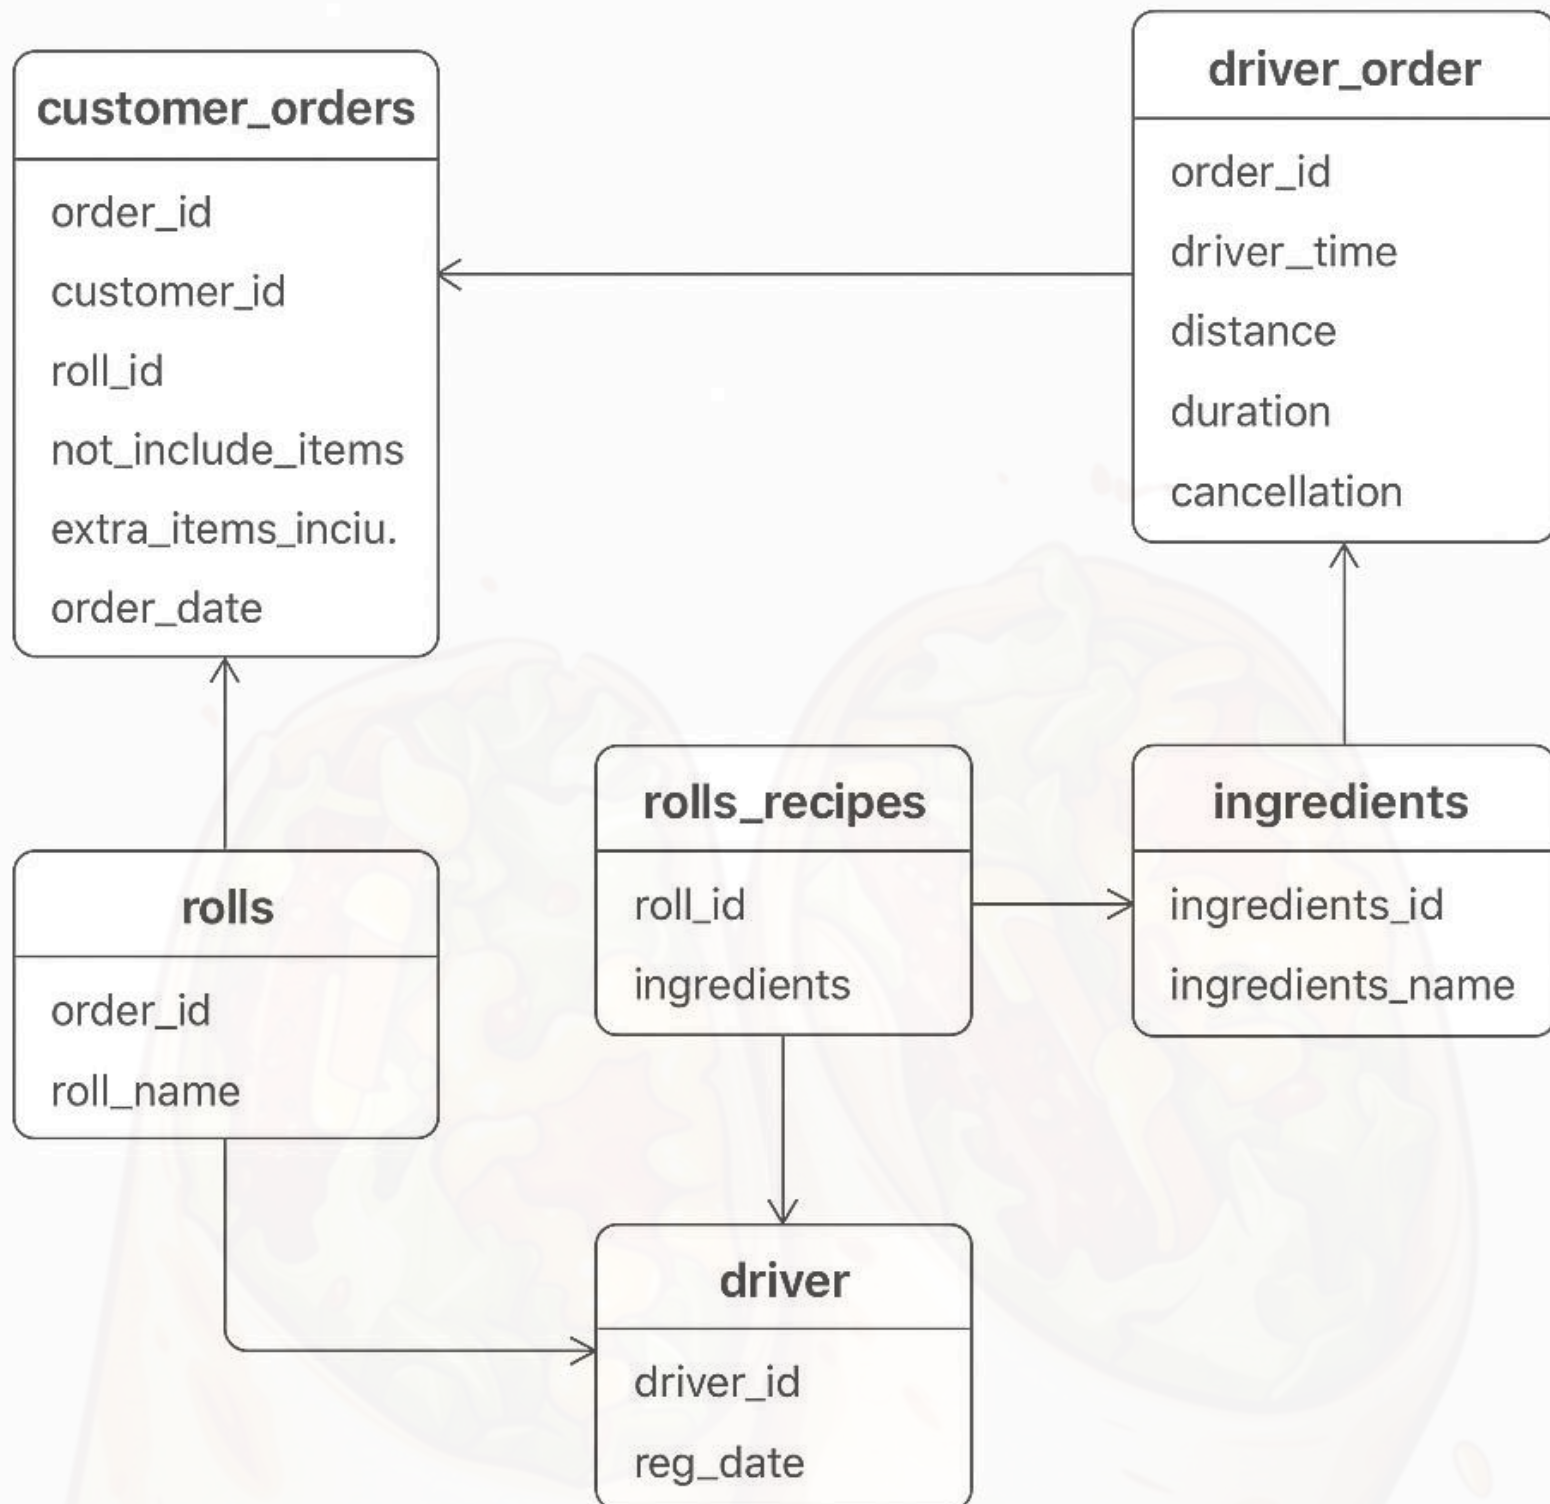 customer_orders
order_id
customer_id
roll_id
not_include_items
extra_items_inciu.
order_date
driver_order
order_id
driver_time
distance
duration
cancellation
rolls
order_id
roll_name
rolls_recipes
roll_id
ingredients
ingredients
ingredients_id
ingredients_name
driver
driver_id
reg_date